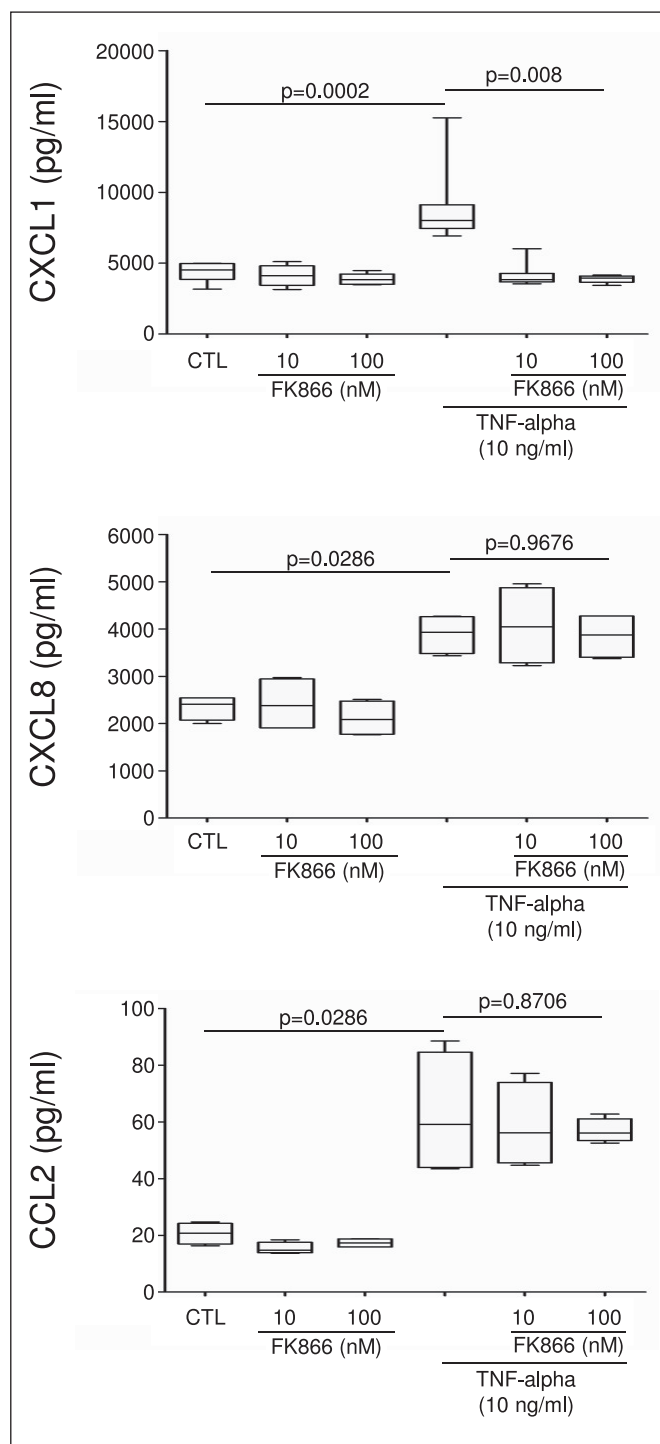 CXCL1 (pg/ml)
20000
15000
10000
5000
0
p=0.0002
p=0.008
CTL
10
100
10
100
FK866 (nM)
FK866 (nM)
TNF-alpha
(10 ng/ml)
CXCL8 (pg/ml)
6000
5000
4000
3000
2000
1000
0
p=0.0286
p=0.9676
CTL
10
100
10
100
FK866 (nM)
FK866 (nM)
TNF-alpha
(10 ng/ml)
CCL2 (pg/ml)
100
80
60
40
20
0
p=0.0286
p=0.8706
CTL
10
100
10
100
FK866 (nM)
FK866 (nM)
TNF-alpha
(10 ng/ml)